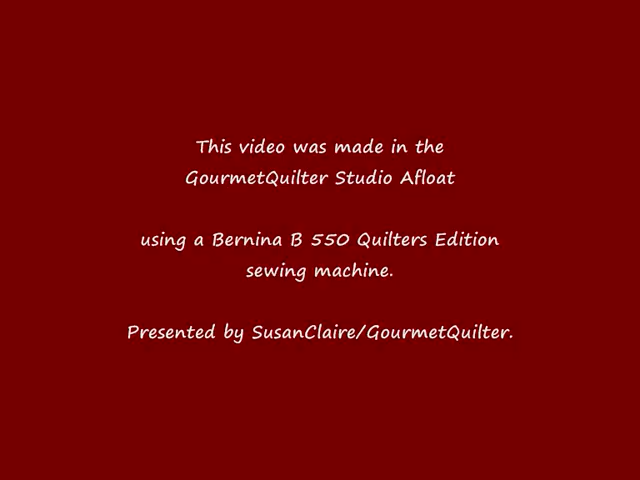 This video was made in the
GourmetQuilter Studio Afloat
using a Bernina B 550 Quilters Edition
sewing machine.
Presented by SusanClaire/GourmetQuilter.